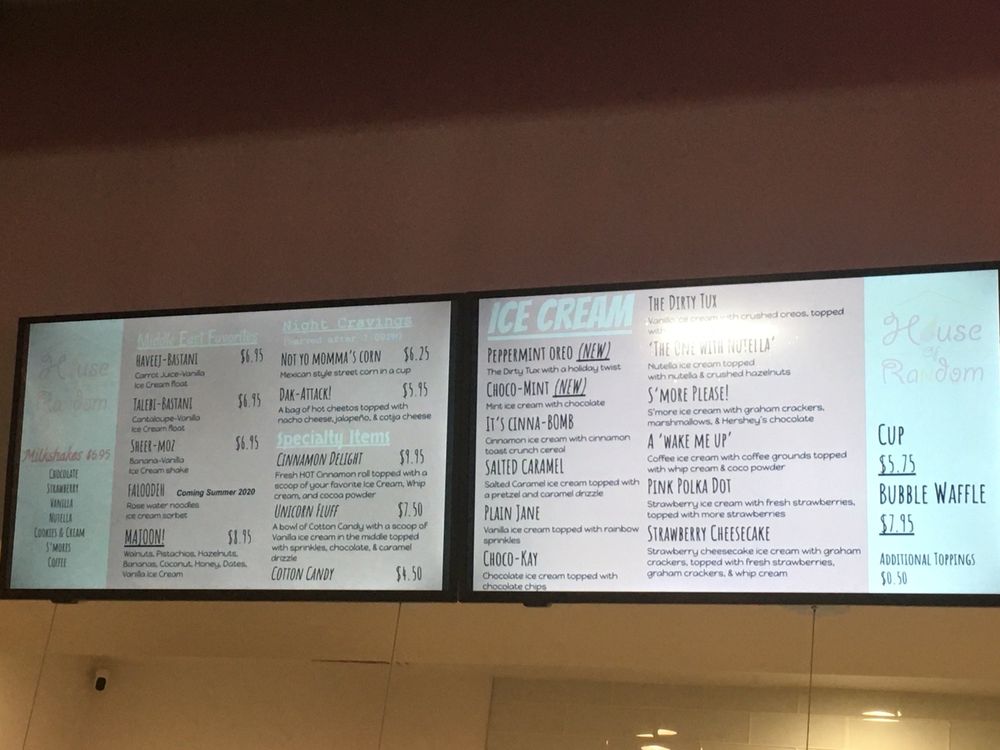 House
Of
Random
Milkshakes $6.95
CHOCOLATE
STRAWBERRY
VANILLA
NUTELLA
COOKIES & CREAM
S'MORES
COFFEE
Middle East Favorites
HAVEEJ-BASTANI $6.95
Carrot Juice-Vanilla
Ice Cream float
TALEBI-BASTANI $6.95
Cantaloupe-Vanilla
Ice Cream float
SHEER-MOZ $6.95
Banana-Vanilla
Ice Cream shake
FALOODEH Coming Summer 2020
Rose water noodles
ice cream sorbet
MAJOON! $8.95
Walnuts, Pistachios, Hazelnuts,
Bananas, Coconut, Honey, Dates,
Vanilla Ice Cream
Night Cravings
(Served after 7:00PM)
NOT YO MOMMA'S CORN $6.25
Mexican style street corn in a cup
DAK-ATTACK! $5.95
A bag of hot cheetos topped with
nacho cheese, jalapeño, & cotija cheese
Specialty Items
CINNAMON DELIGHT $9.95
Fresh HOT Cinnamon roll topped with a
scoop of your favorite Ice Cream, Whip
cream, and cocoa powder
UNICORN FLUFF $7.50
A bowl of Cotton Candy with a scoop of
Vanilla ice cream in the middle topped
with sprinkles, chocolate, & caramel
drizzle
COTTON CANDY $4.50
ICE CREAM
PEPPERMINT OREO (NEW)
The Dirty Tux with a holiday twist
CHOCO-MINT (NEW)
Mint ice cream with chocolate
IT'S CINNA-BOMB
Cinnamon ice cream with cinnamon
toast crunch cereal
SALTED CARAMEL
Salted Caramel ice cream topped with
a pretzel and caramel drizzle
PLAIN JANE
Vanilla ice cream topped with rainbow
sprinkles
CHOCO-KAY
Chocolate ice cream topped with
chocolate chips
THE DIRTY TUX
Vanilla ice cream with crushed oreos, topped
with
'THE ONE WITH NUTELLA'
Nutella ice cream topped
with nutella & crushed hazelnuts
S'MORE PLEASE!
S'more ice cream with graham crackers,
marshmallows, & Hershey's chocolate
A 'WAKE ME UP'
Coffee ice cream with coffee grounds topped
with whip cream & coco powder
PINK POLKA DOT
Strawberry ice cream with fresh strawberries,
topped with more strawberries
STRAWBERRY CHEESECAKE
Strawberry cheesecake ice cream with graham
crackers, topped with fresh strawberries,
graham crackers, & whip cream
House
Of
Random
CUP
$5.75
BUBBLE WAFFLE
$7.95
ADDITIONAL TOPPINGS
$0.50